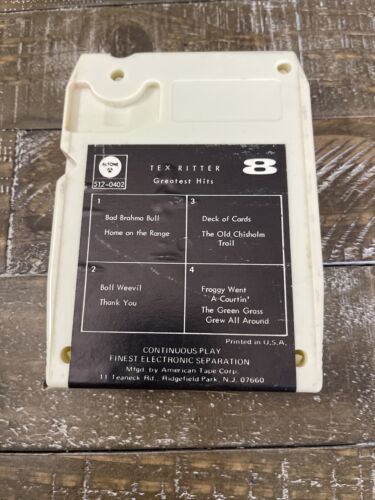 ALTONE
S12-0402
TEX RITTER
Greatest Hits
8
1
Bad Brahma Bull
Home on the Range
2
Boll Weevil
Thank You
3
Deck of Cards
The Old Chisholm
Trail
4
Froggy Went
A-Courtin'
The Green Grass
Grew All Around
Printed in U.S.A.
CONTINUOUS PLAY
FINEST ELECTRONIC SEPARATION
Mfgd. by American Tape Corp.
11 Teaneck Rd., Ridgefield Park, N.J. 07660